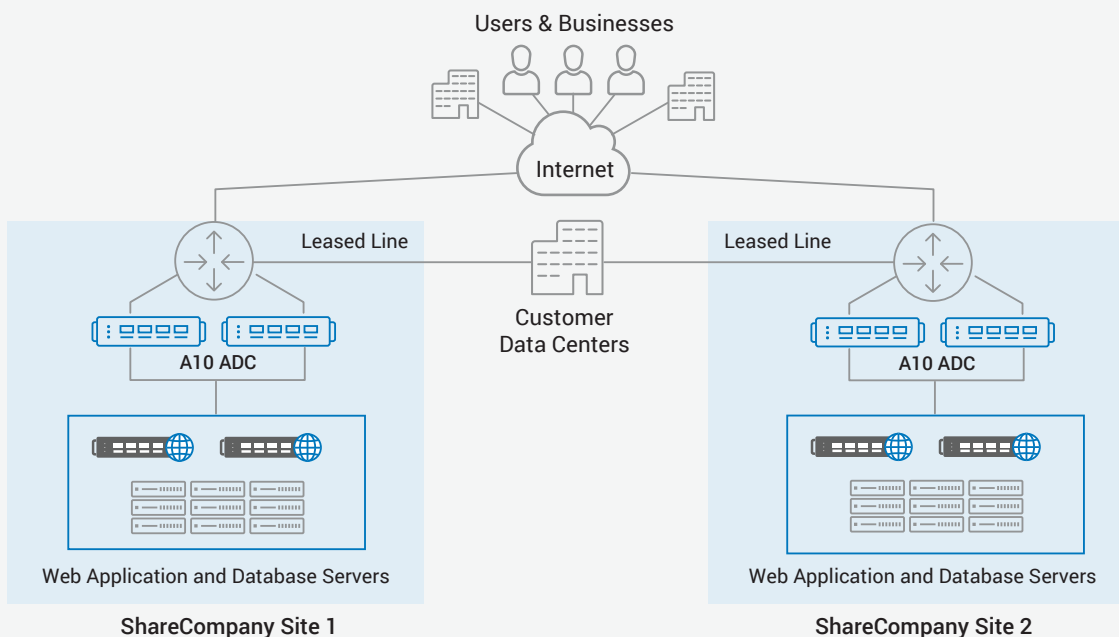 Users & Businesses
Internet
Leased Line
Leased Line
Customer
Data Centers
A10 ADC
A10 ADC
Web Application and Database Servers
Web Application and Database Servers
ShareCompany Site 1
ShareCompany Site 2